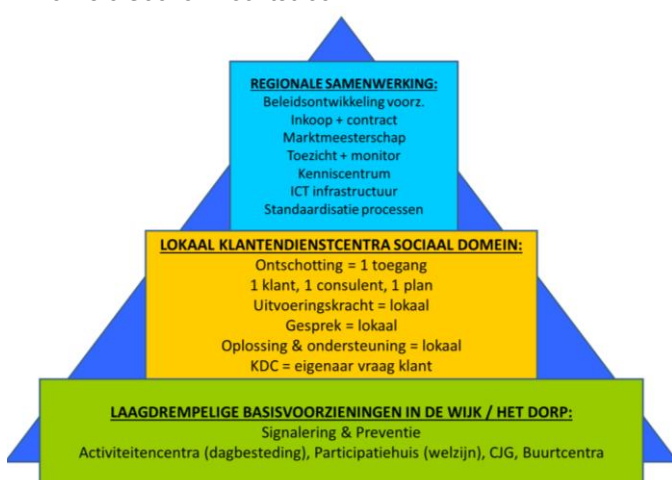 REGIONALE SAMENWERKING:
Beleidsontwikkeling voorz.
Inkoop + contract
Marktmeesterschap
Toezicht + monitor
Kenniscentrum
ICT infrastructuur
Standaardisatie processen
LOKAAL KLANTENDIENSTCENTRA SOCIAAL DOMEIN:
Ontschotting = 1 toegang
1 klant, 1 consulent, 1 plan
Uitvoeringskracht = lokaal
Gesprek = lokaal
Oplossing & ondersteuning = lokaal
KDC = eigenaar vraag klant
LAAGDREMPELIGE BASISVOORZIENINGEN IN DE WIJK / HET DORP:
Signalering & Preventie
Activiteitencentra (dagbesteding), Participatiehuis (welzijn), CJG, Buurtcentra